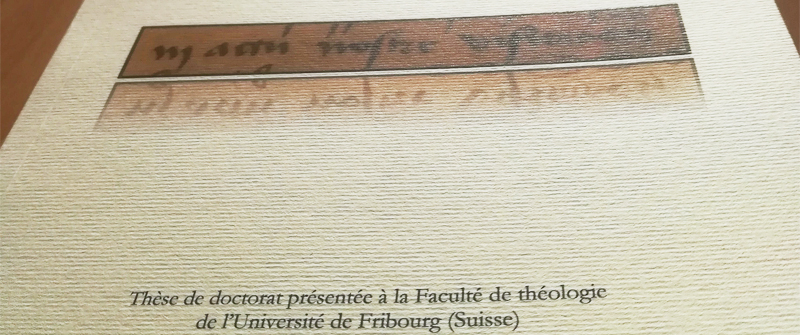 Thèse de doctorat présentée à la Faculté de théologie
de l'Université de Fribourg (Suisse)